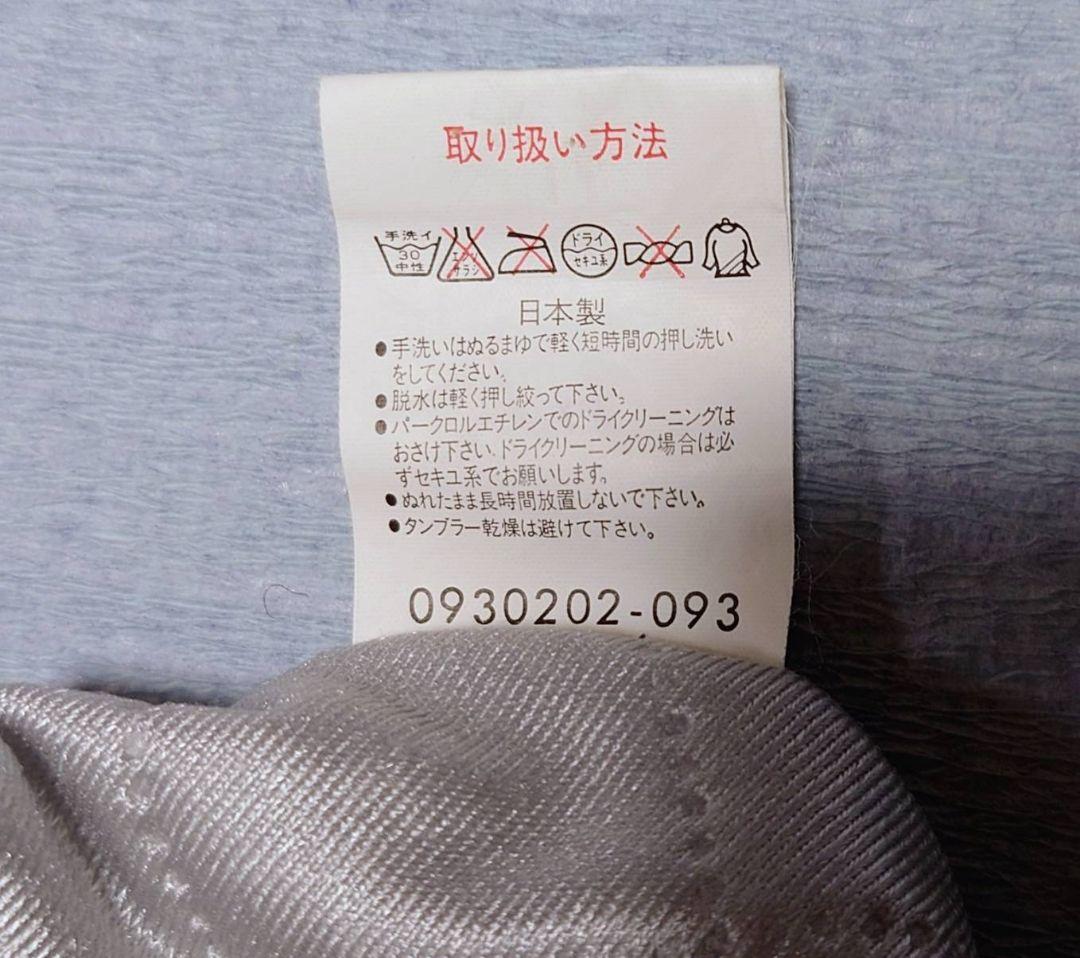 取り扱い方法
手洗イ
30
中性
エンソ
サラシ
ドライ
セキユ系
日本製
●手洗いはぬるまゆで軽く短時間の押し洗い
をしてください。
●脱水は軽く押し絞って下さい。
●パークロルエチレンでのドライクリーニングは
おさけ下さい。ドライクリーニングの場合は必
ずセキユ系でお願いします。
●ぬれたまま長時間放置しないで下さい。
●タンブラー乾燥は避けて下さい。
0930202-093